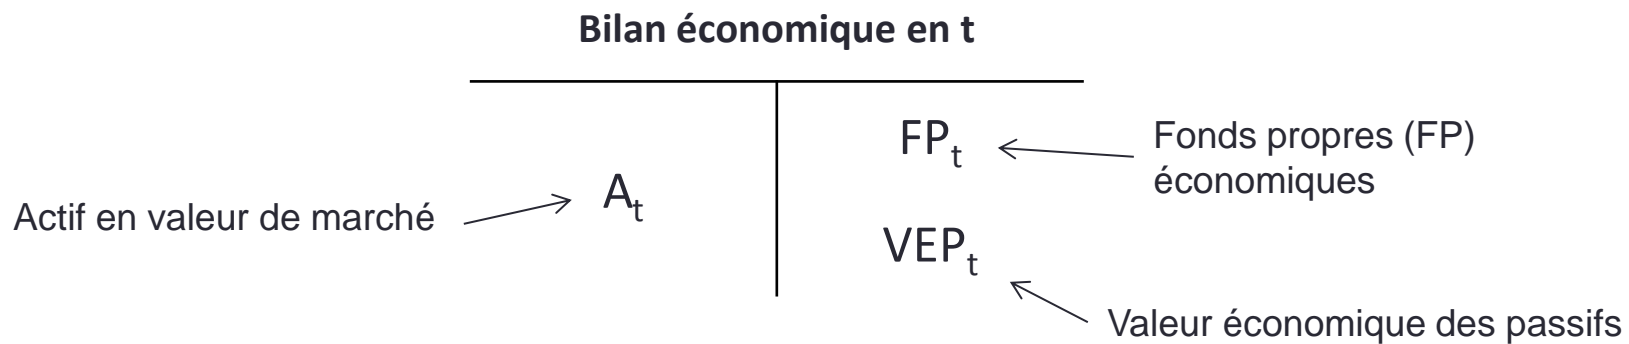 Bilan économique en t
FPt
Fonds propres (FP)
économiques
Actif en valeur de marché
At
VEPt
Valeur économique des passifs